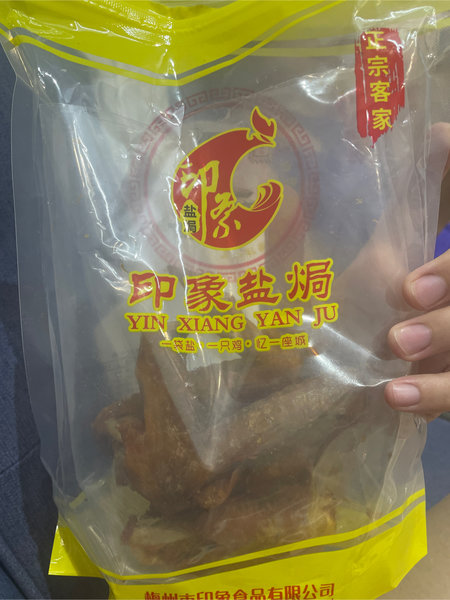 正宗客家
印象
盐焗
印象盐焗
YIN XIANG YAN JU
一袋盐·一只鸡·忆一座城
梅州市印象食品有限公司